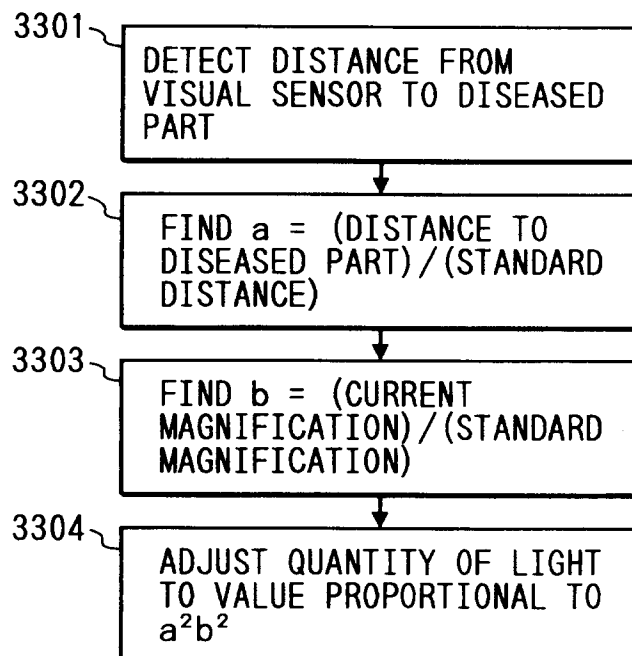 3301
DETECT DISTANCE FROM
VISUAL SENSOR TO DISEASED
PART
3302
FIND a = (DISTANCE TO
DISEASED PART)/(STANDARD
DISTANCE)
3303
FIND b = (CURRENT
MAGNIFICATION)/(STANDARD
MAGNIFICATION)
3304
ADJUST QUANTITY OF LIGHT
TO VALUE PROPORTIONAL TO
a²b²